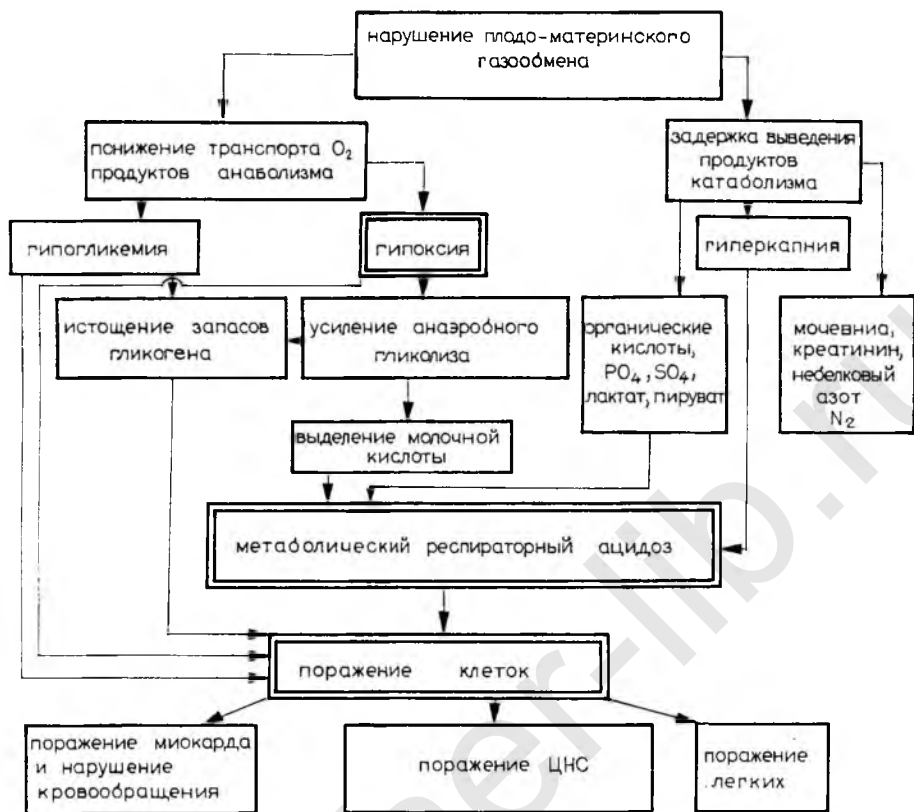 нарушение плодо-материнского
газообмена
понижение транспорта O₂
продуктов анаболизма
задержка выведения
продуктов
катаболизма
гипогликемия
гипоксия
гиперкапния
истощение запасов
гликогена
усиление анаэробного
гликолиза
органические
кислоты,
PO₄, SO₄,
лактат, пируват
мочевниа,
креатинин,
небелковый
азот
N₂
выделение молочной
кислоты
метаболический респираторный ацидоз
поражение клеток
поражение миокарда
и нарушение
кровообращения
поражение ЦНС
поражение
легких